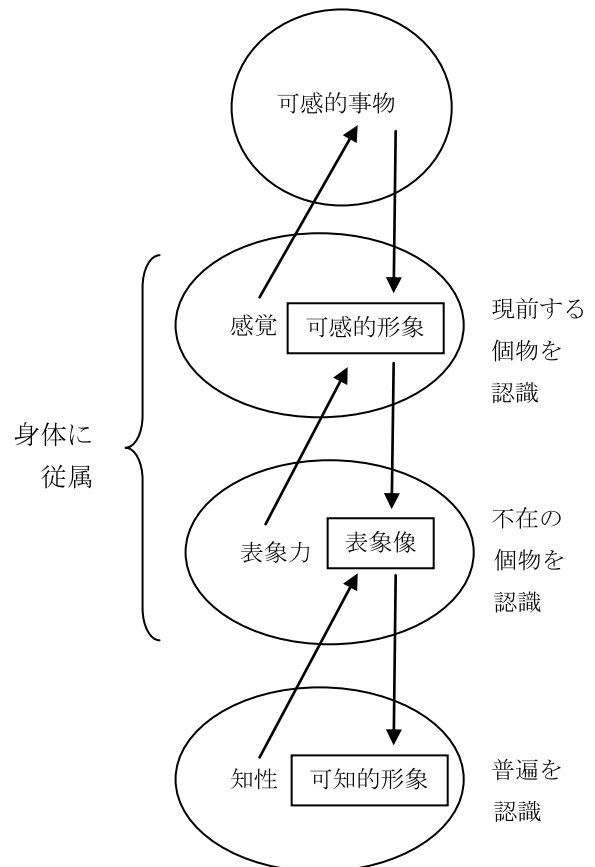 可感的事物
感覚
可感的形象
現前する
個物を
認識
身体に
従属
表象力
表象像
不在の
個物を
認識
知性
可知的形象
普遍を
認識